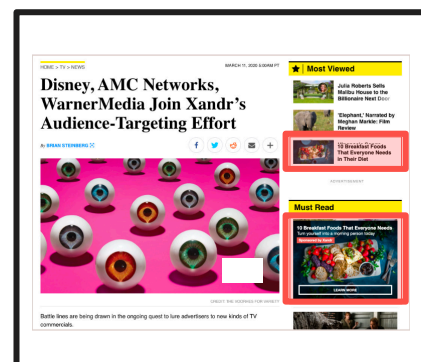 HOME > TV > NEWS
MARCH 11, 2020 6:00AM PT
Disney, AMC Networks,
WarnerMedia Join Xandr's
Audience-Targeting Effort
By BRIAN STEINBERG
CREDIT: THE DORINGER FOR VARIETY
Battle lines are being drawn in the ongoing quest to lure advertisers to new kinds of TV
commercials.
Most Viewed
Julia Roberts Sells
Malibu House to the
Billionaire Next Door
'Elephant,' Narrated by
Meghan Markle: Film
Review
10 Breakfast Foods
That Everyone Needs
in Their Diet
ADVERTISEMENT
Must Read
10 Breakfast Foods That Everyone Needs
Turn yourself into a morning person today
Sponsored by Xandr
LEARN MORE